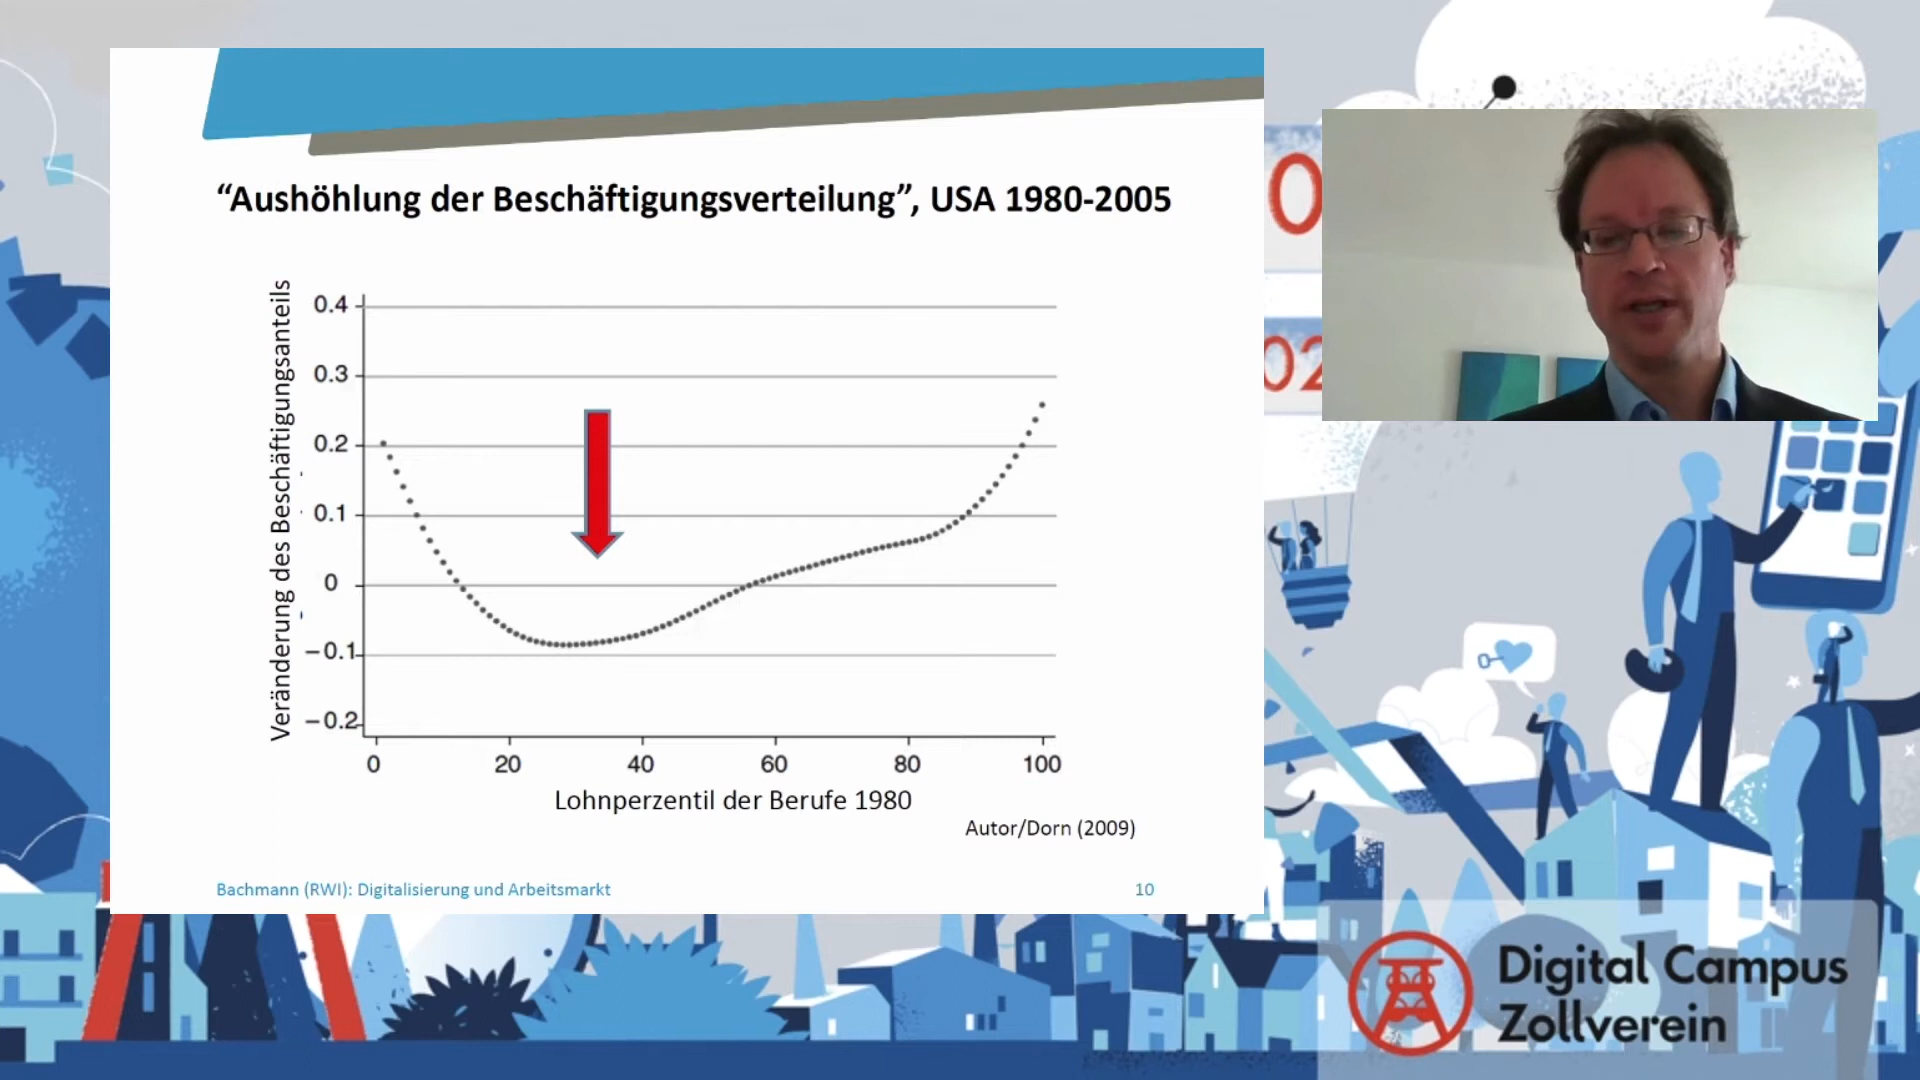 “Aushöhlung der Beschäftigungsverteilung”, USA 1980-2005
Veränderung des Beschäftigungsanteils
0.4
0.3
0.2
0.1
0
−0.1
−0.2
0 20 40 60 80 100
Lohnperzentil der Berufe 1980
Autor/Dorn (2009)
Bachmann (RWI): Digitalisierung und Arbeitsmarkt
10
0
02
Digital Campus
Zollverein